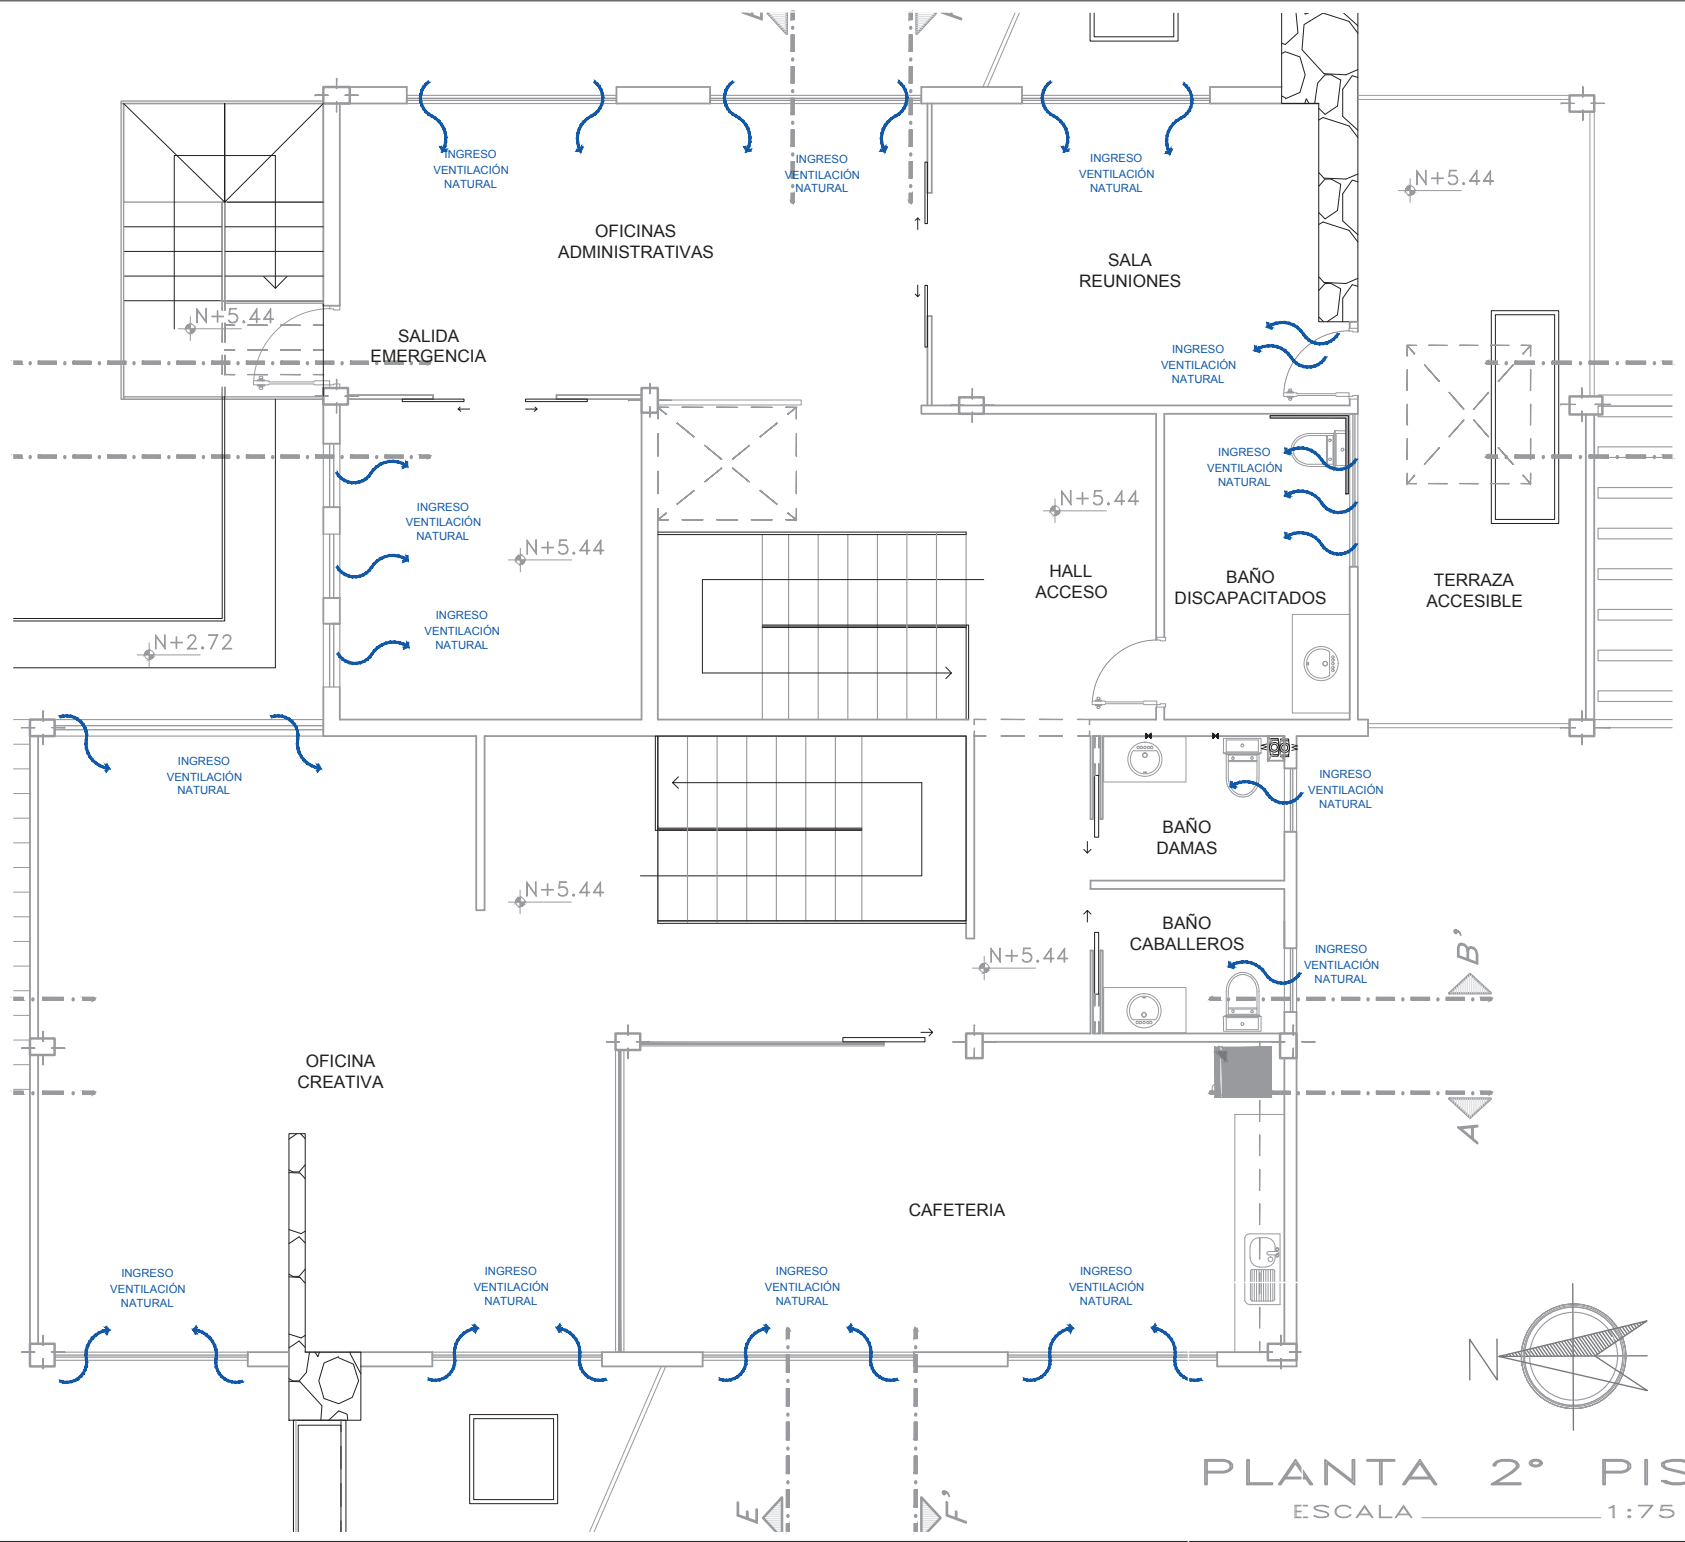 INGRESO
VENTILACIÓN
NATURAL
INGRESO
VENTILACIÓN
NATURAL
INGRESO
VENTILACIÓN
NATURAL
N+5.44
OFICINAS
ADMINISTRATIVAS
SALA
REUNIONES
N+5.44
SALIDA
EMERGENCIA
INGRESO
VENTILACIÓN
NATURAL
INGRESO
VENTILACIÓN
NATURAL
INGRESO
VENTILACIÓN
NATURAL
N+5.44
N+5.44
HALL
ACCESO
BAÑO
DISCAPACITADOS
TERRAZA
ACCESIBLE
INGRESO
VENTILACIÓN
NATURAL
N+2.72
INGRESO
VENTILACIÓN
NATURAL
INGRESO
VENTILACIÓN
NATURAL
BAÑO
DAMAS
N+5.44
BAÑO
CABALLEROS
N+5.44
INGRESO
VENTILACIÓN
NATURAL
B'
OFICINA
CREATIVA
A
CAFETERIA
INGRESO
VENTILACIÓN
NATURAL
INGRESO
VENTILACIÓN
NATURAL
INGRESO
VENTILACIÓN
NATURAL
INGRESO
VENTILACIÓN
NATURAL
N
E
F'
PLANTA 2° PIS
ESCALA 1:75